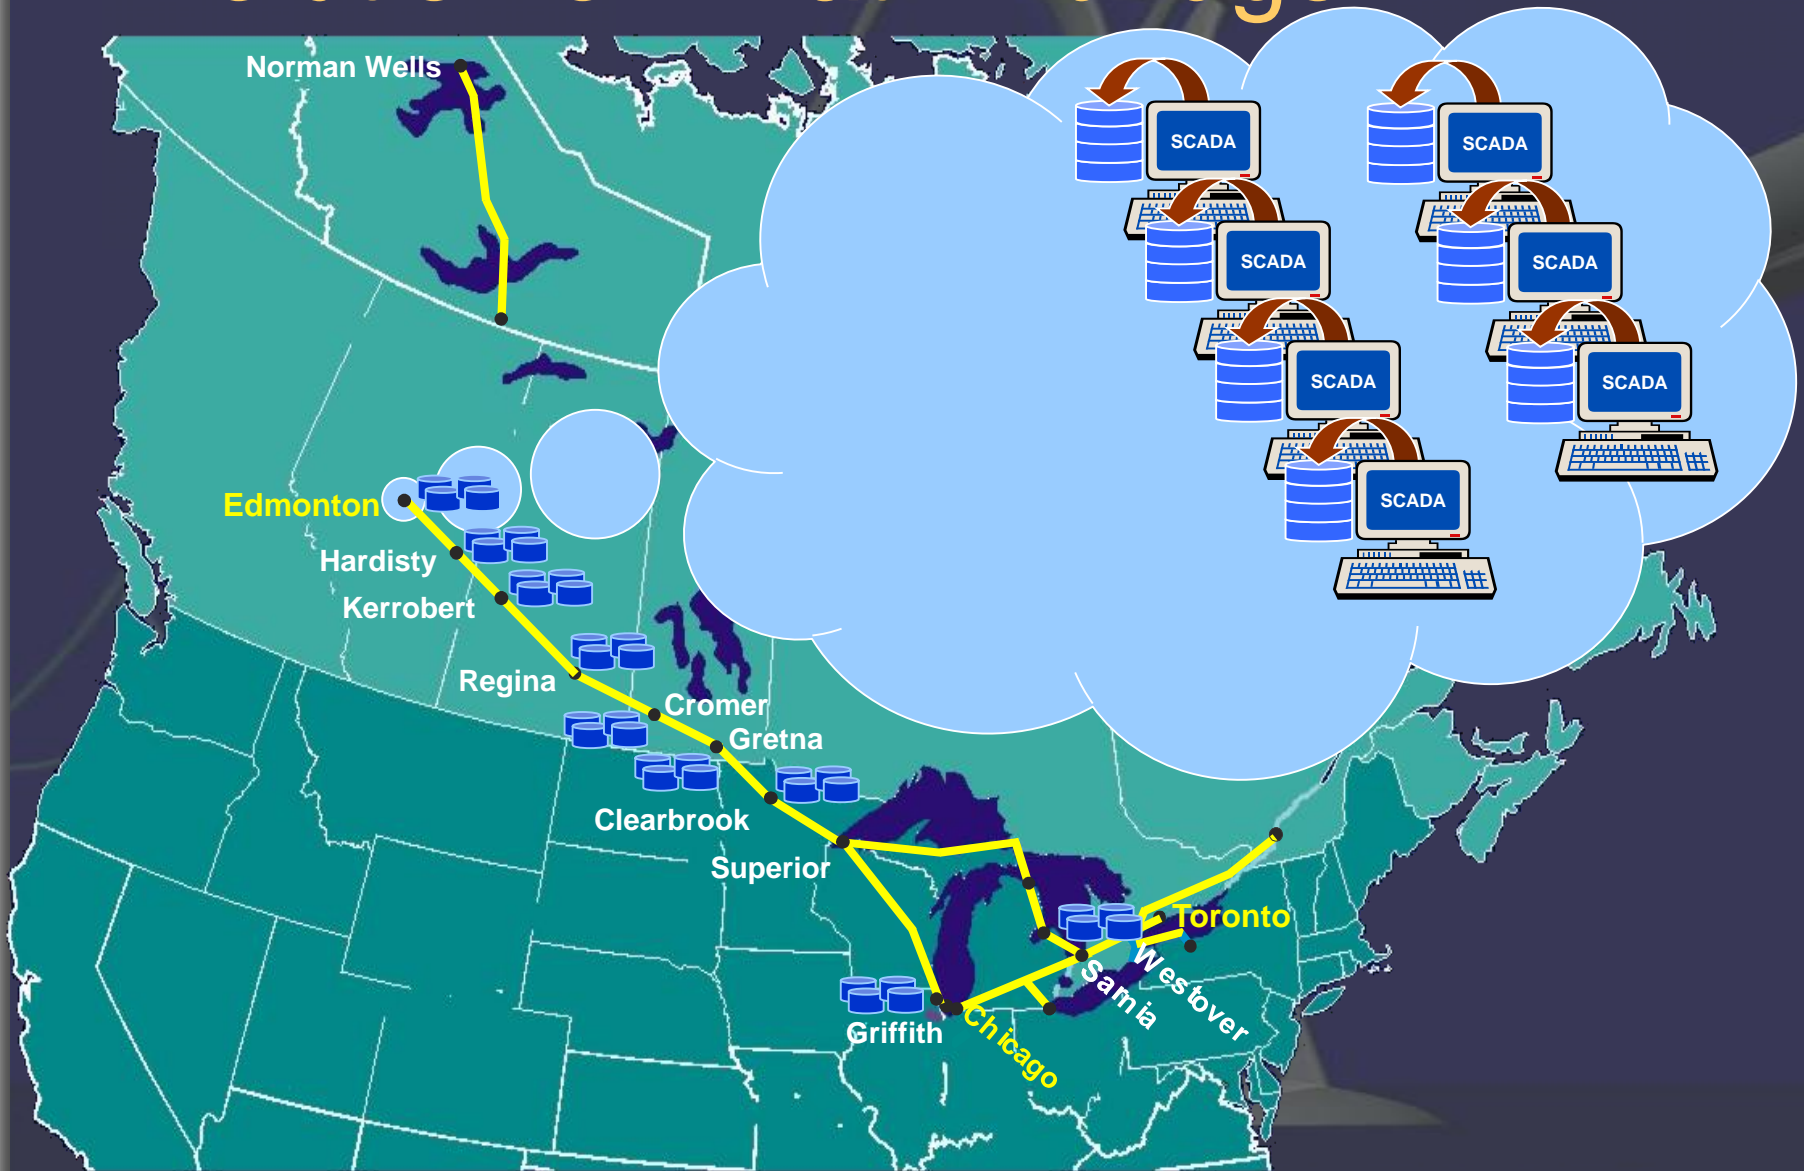 Norman Wells
SCADA
SCADA
SCADA
SCADA
SCADA
SCADA
SCADA
Edmonton
Hardisty
Kerrobert
Regina
Cromer
Gretna
Clearbrook
Superior
Toronto
Westover
Sarnia
Griffith
Chicago